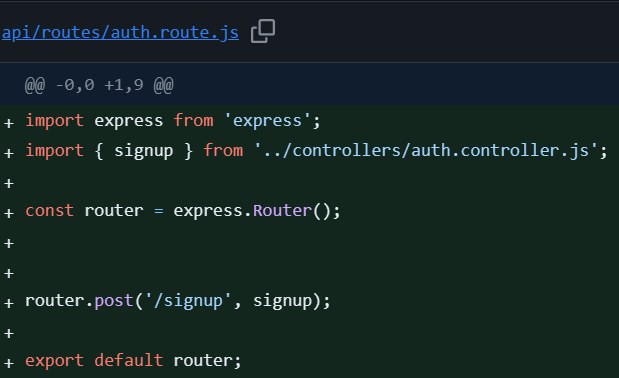 api/routes/auth.route.js
@@ -0,0 +1,9 @@
+ import express from 'express';
+ import { signup } from '../controllers/auth.controller.js';
+
+ const router = express.Router();
+
+
+ router.post('/signup', signup);
+
+ export default router;